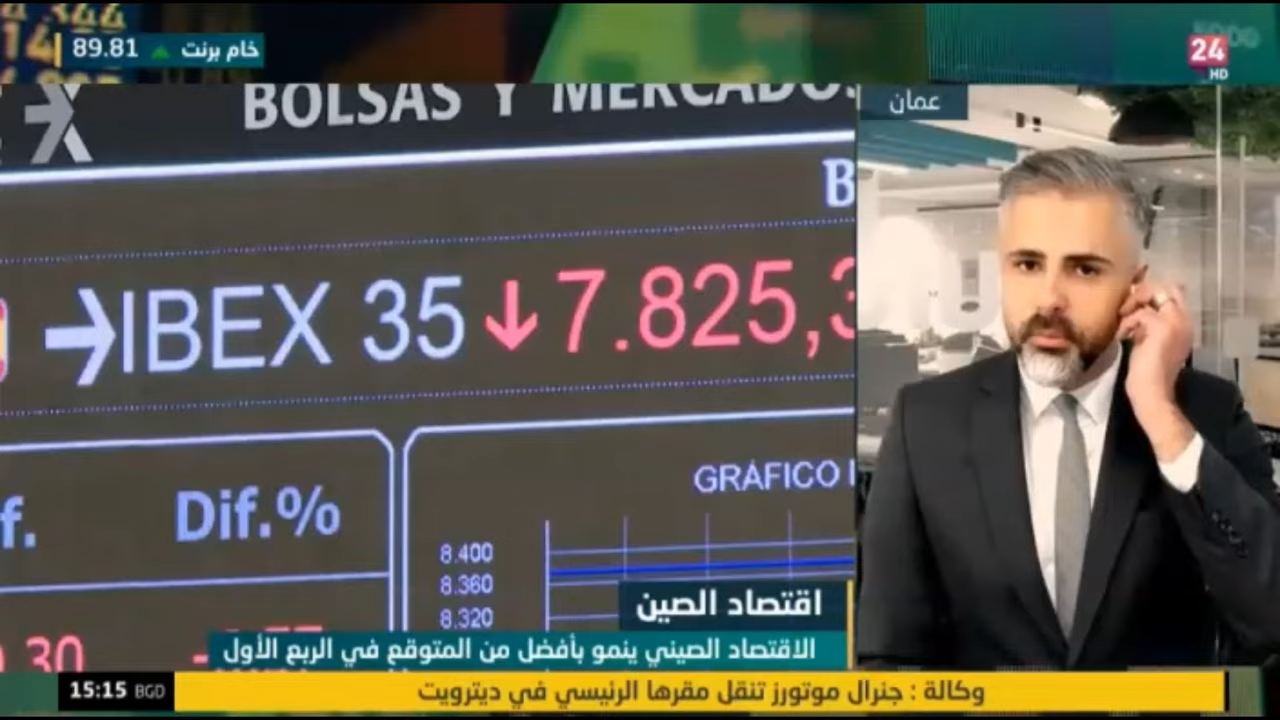 خام برنت ▲ 89.81
24
HD
BOLSAS Y MERCADOS
عمان
IBEX 35 ↓ 7.825,3
Dif.%
GRÁFICO
8.400
8.360
8.320
اقتصاد الصين
الاقتصاد الصيني ينمو بأفضل من المتوقع في الربع الأول
15:15 BGD
وكالة : جنرال موتورز تنقل مقرها الرئيسي في ديترويت